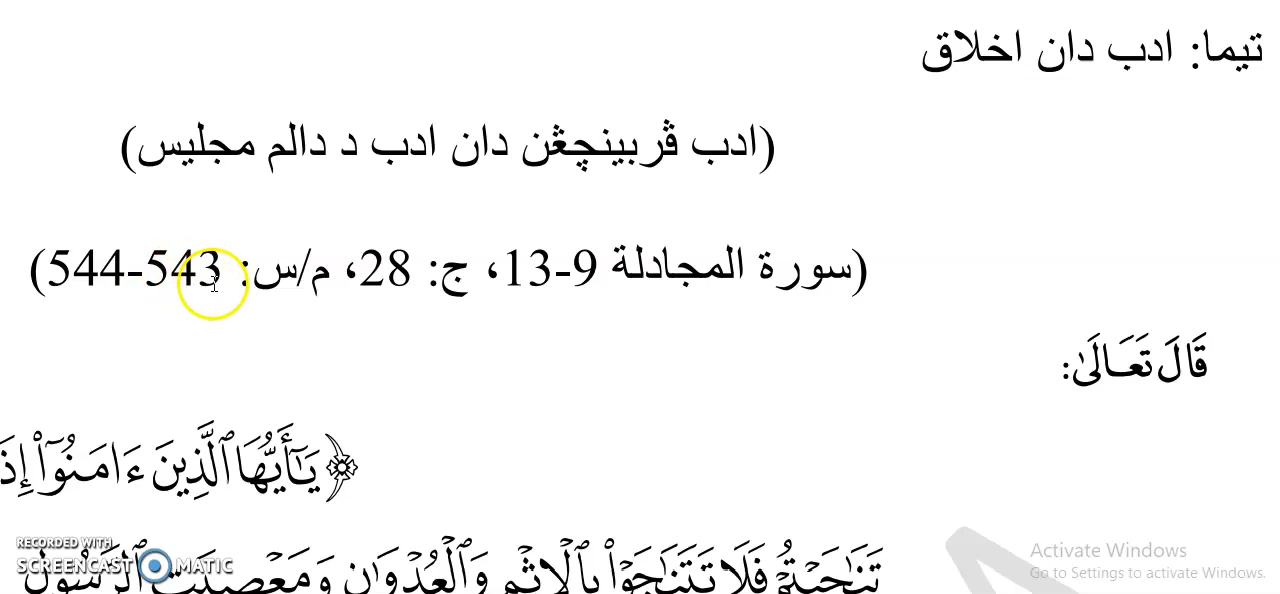 تيما: ادب دان اخلاق
(ادب ڤربينچڠن دان ادب د دالم مجليس)
(سورة المجادلة 9-13، ج: 28، م/س: 543-544)
قَالَ تَعَالَىٰ:
﴿يَٰٓأَيُّهَا ٱلَّذِينَ ءَامَنُوٓاْ إِذَ
تَنَٰجَيۡتُمۡ فَلَا تَتَنَٰجَوۡاْ بِٱلۡإِثۡمِ وَٱلۡعُدۡوَٰنِ وَمَعۡصِيَتِ ٱلرَّسُولِ
RECORDED WITH
SCREENCAST MATIC
Activate Windows
Go to Settings to activate Windows.